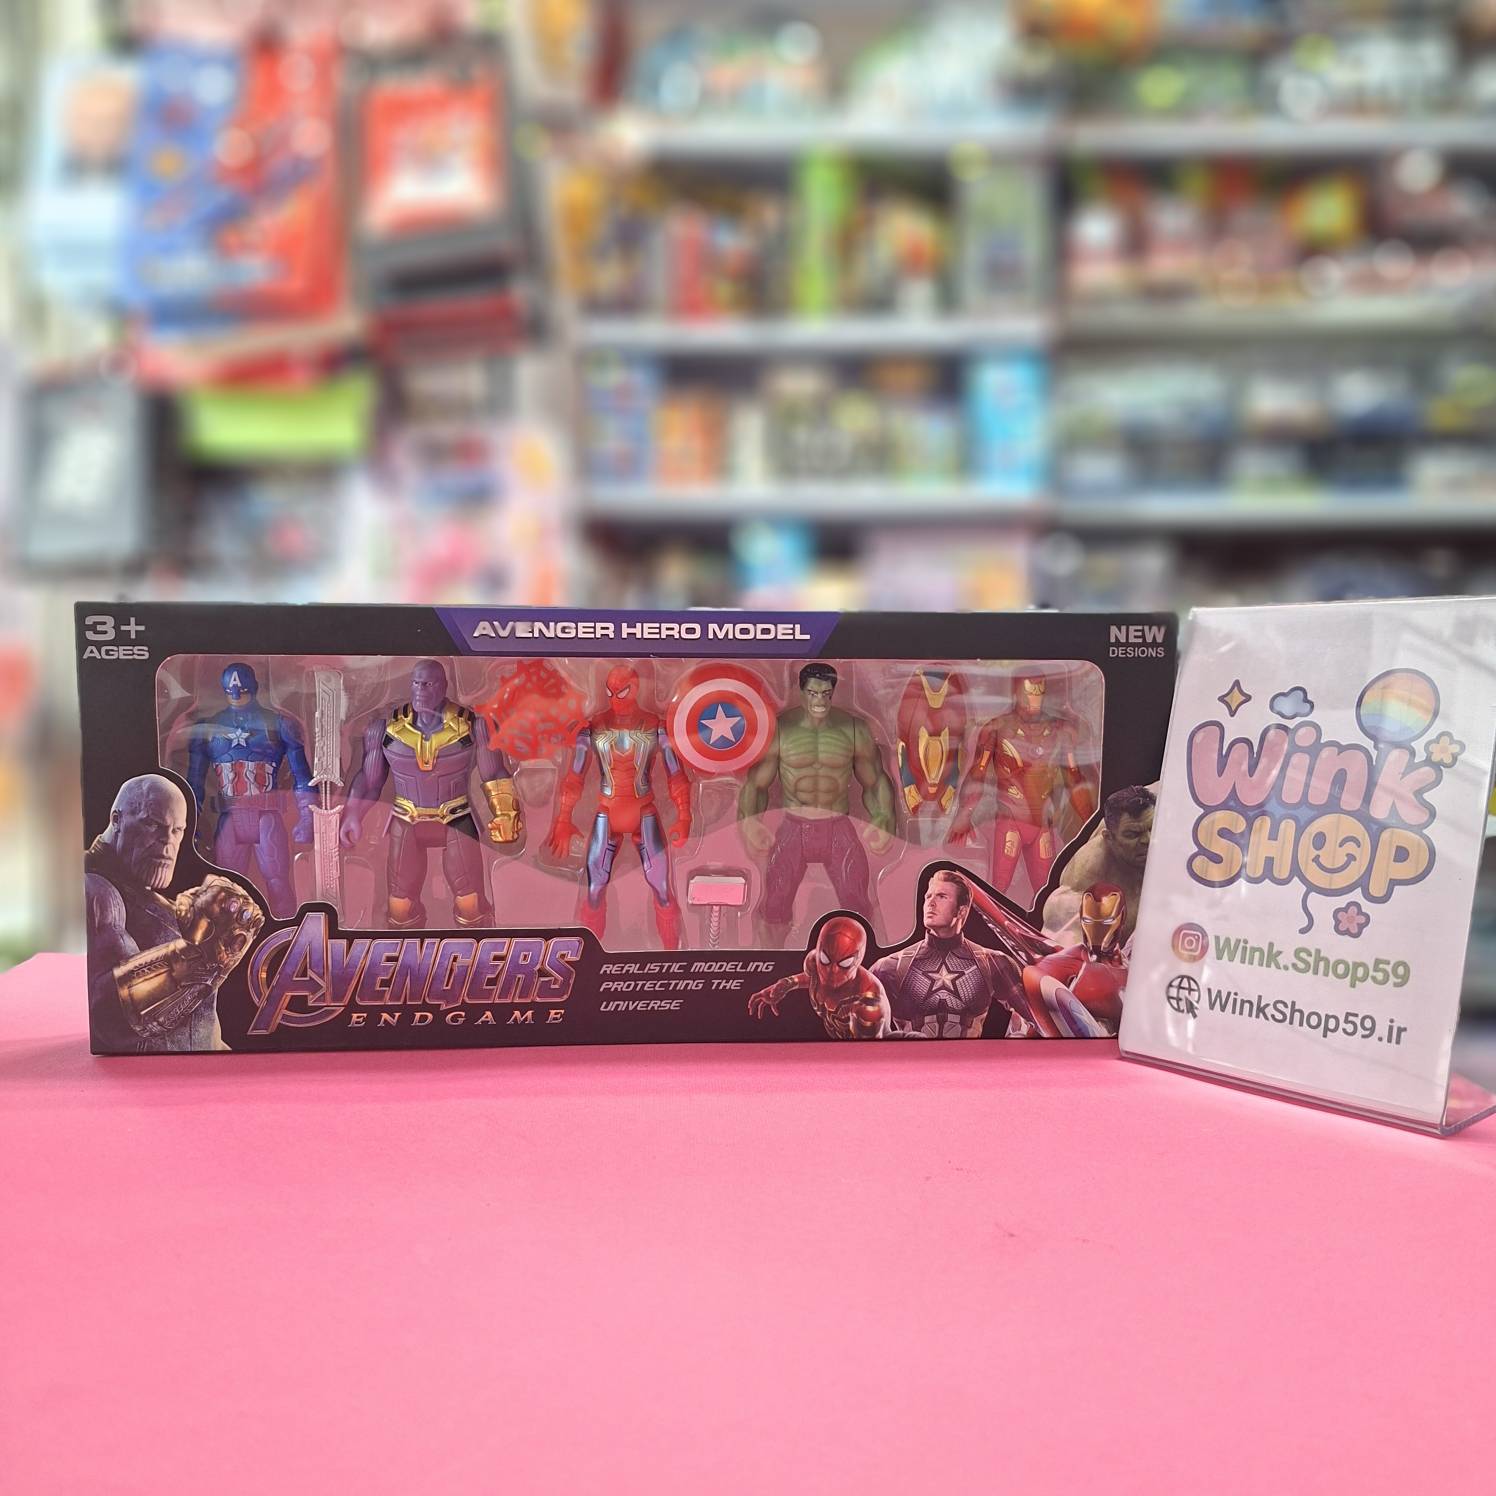 3+
AGES
AVENGER HERO MODEL
NEW
DESIONS
A
AVENGERS
ENDGAME
REALISTIC MODELING
PROTECTING THE
UNIVERSE
Wink
SHOP
Wink.Shop59
WinkShop59.ir